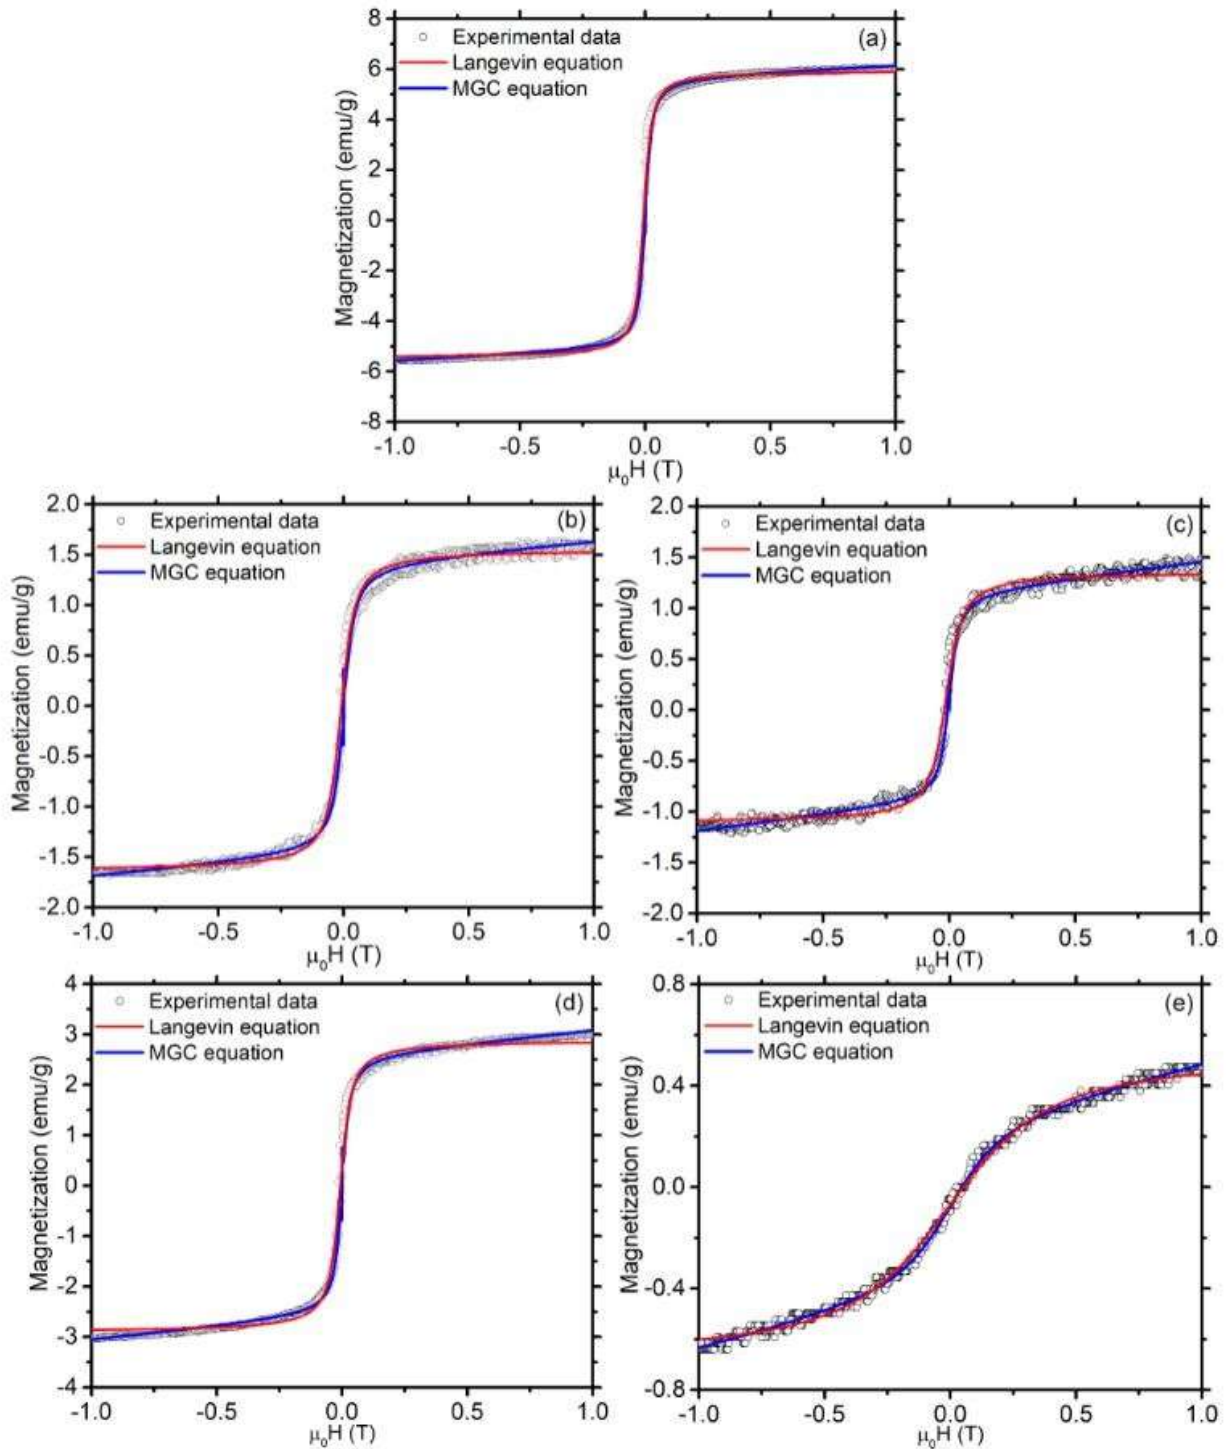 8
6
4
2
0
-2
-4
-6
-8
Magnetization (emu/g)
Experimental data
Langevin equation
MGC equation
(a)
-1.0 -0.5 0.0 0.5 1.0
μ₀H (T)
2.0
1.5
1.0
0.5
0.0
-0.5
-1.0
-1.5
-2.0
Magnetization (emu/g)
Experimental data
Langevin equation
MGC equation
(b)
-1.0 -0.5 0.0 0.5 1.0
μ₀H (T)
2.0
1.5
1.0
0.5
0.0
-0.5
-1.0
-1.5
-2.0
Magnetization (emu/g)
Experimental data
Langevin equation
MGC equation
(c)
-1.0 -0.5 0.0 0.5 1.0
μ₀H (T)
4
3
2
1
0
-1
-2
-3
-4
Magnetization (emu/g)
Experimental data
Langevin equation
MGC equation
(d)
-1.0 -0.5 0.0 0.5 1.0
μ₀H (T)
0.8
0.4
0.0
-0.4
-0.8
Magnetization (emu/g)
Experimental data
Langevin equation
MGC equation
(e)
-1.0 -0.5 0.0 0.5 1.0
μ₀H (T)